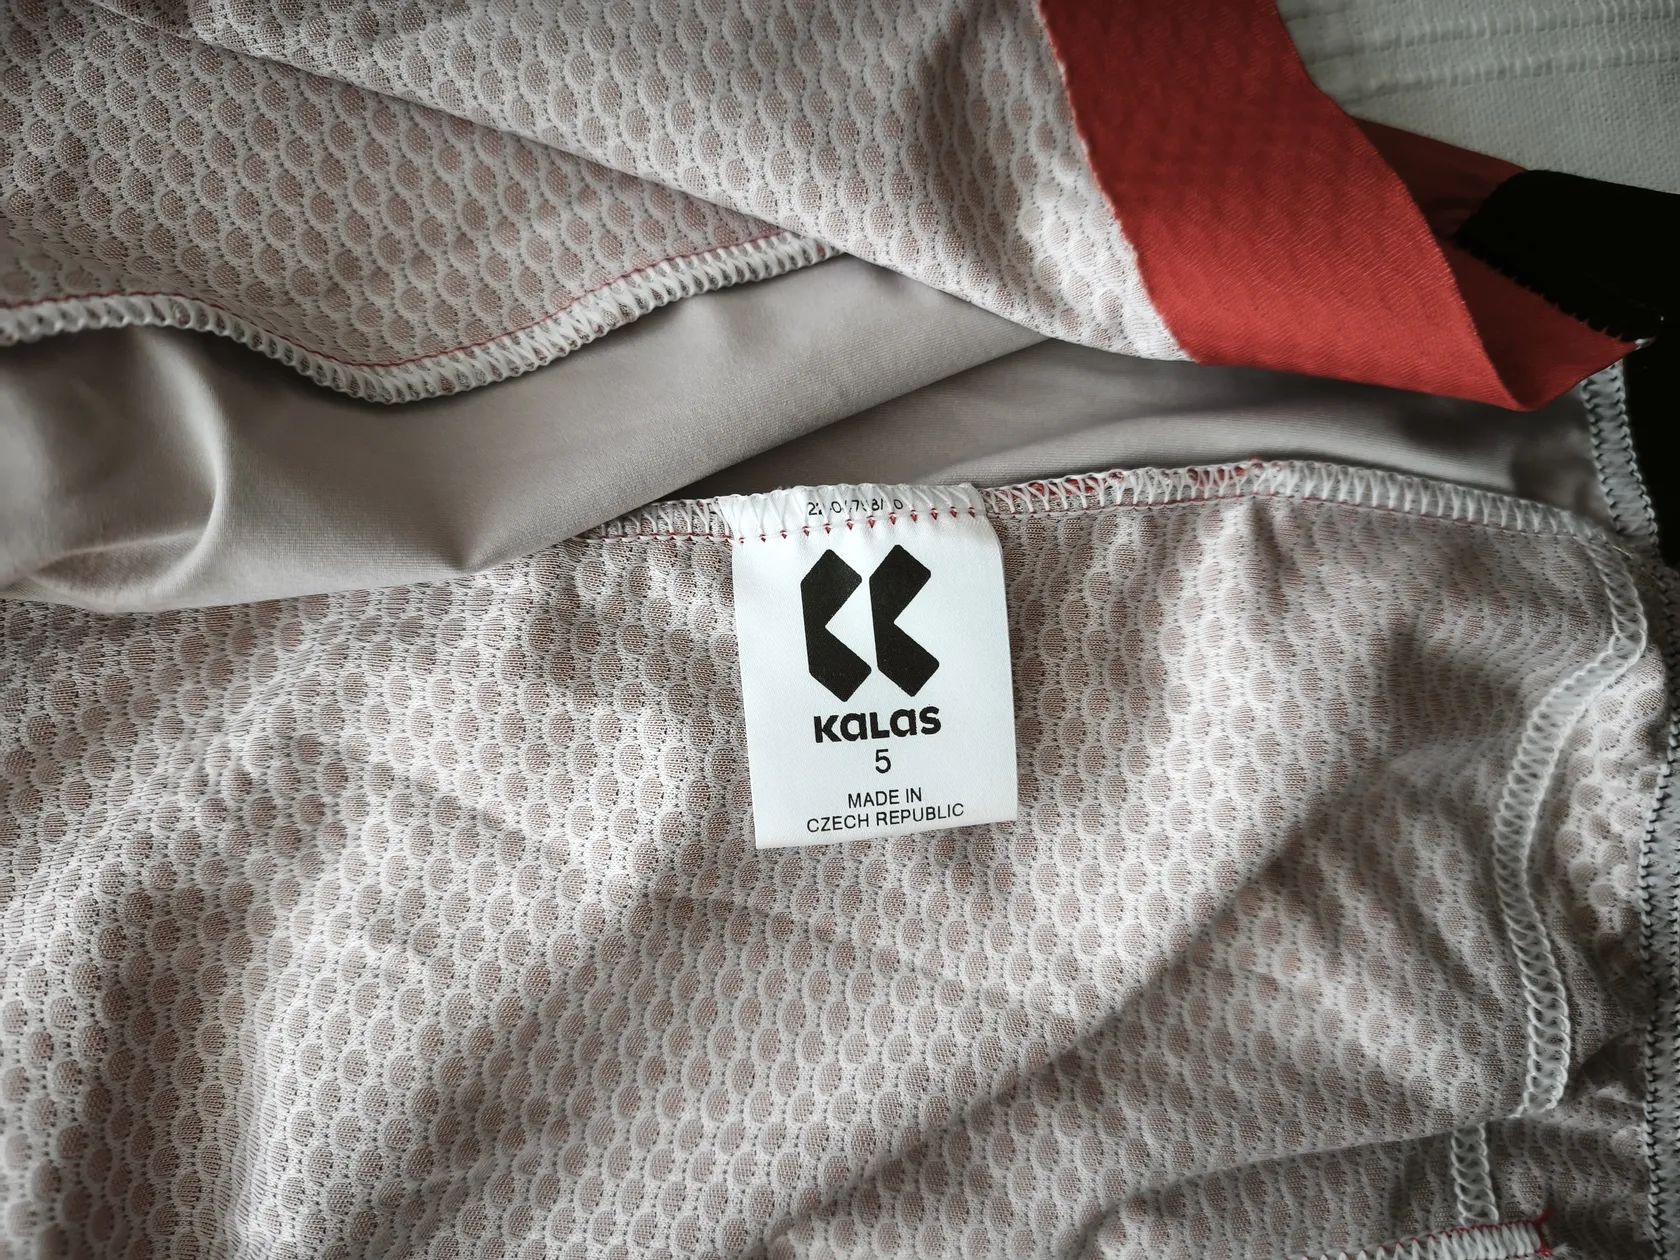 KALAS
5
MADE IN
CZECH REPUBLIC